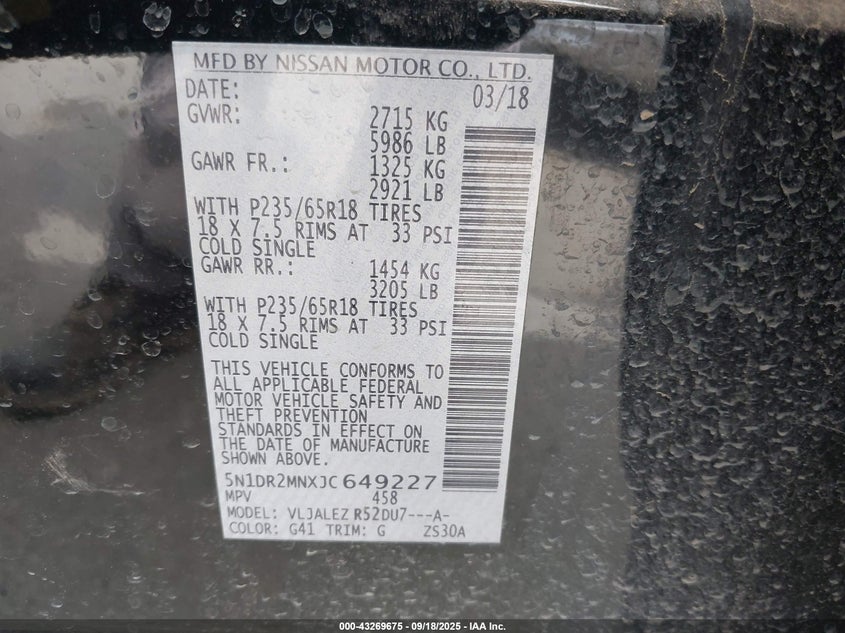 MFD BY NISSAN MOTOR CO., LTD.
DATE: 03/18
GVWR: 2715 KG
5986 LB
GAWR FR.: 1325 KG
2921 LB
WITH P235/65R18 TIRES
18 X 7.5 RIMS AT 33 PSI
COLD SINGLE
GAWR RR.: 1454 KG
3205 LB
WITH P235/65R18 TIRES
18 X 7.5 RIMS AT 33 PSI
COLD SINGLE
THIS VEHICLE CONFORMS TO
ALL APPLICABLE FEDERAL
MOTOR VEHICLE SAFETY AND
THEFT PREVENTION
STANDARDS IN EFFECT ON
THE DATE OF MANUFACTURE
SHOWN ABOVE.
5N1DR2MNXJC649227
MPV 458
MODEL: VLJALEZ R52DU7---A-
COLOR: G41 TRIM: G ZS30A
000-43269675 - 09/18/2025 - IAA Inc.